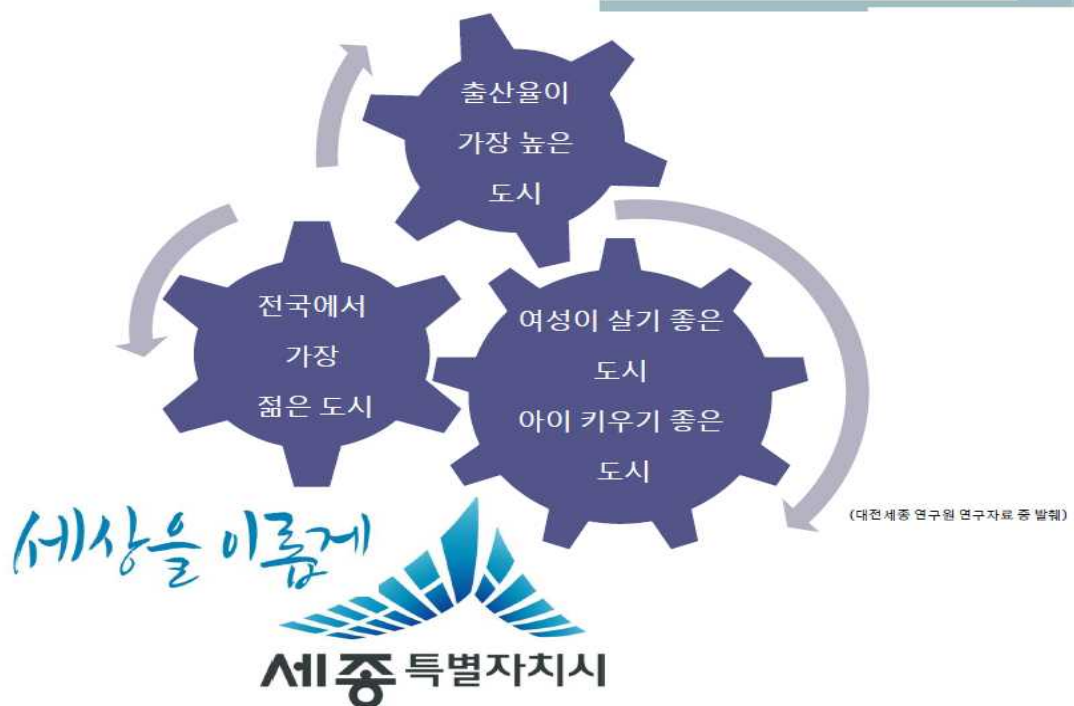 출산율이
가장 높은
도시
전국에서
가장
젊은 도시
여성이 살기 좋은
도시
아이 키우기 좋은
도시
(대전세종 연구원 연구자료 중 발췌)
세상을 이롭게
세종 특별자치시